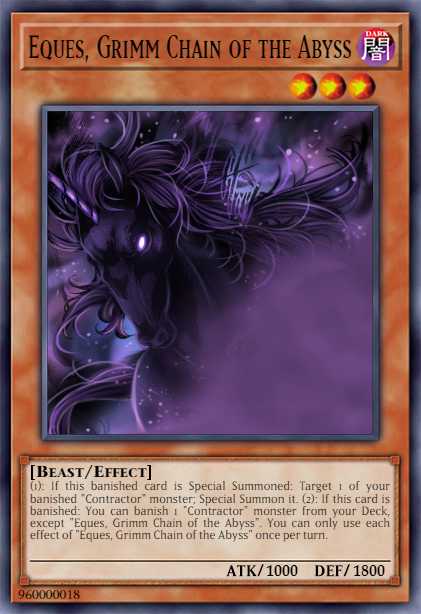 Eques, Grimm Chain of the Abyss
DARK
闇
[Beast/Effect]
(1): If this banished card is Special Summoned: Target 1 of your
banished "Contractor" monster; Special Summon it. (2): If this card is
banished: You can banish 1 "Contractor" monster from your Deck,
except "Eques, Grimm Chain of the Abyss". You can only use each
effect of "Eques, Grimm Chain of the Abyss" once per turn.
ATK/1000 DEF/1800
960000018